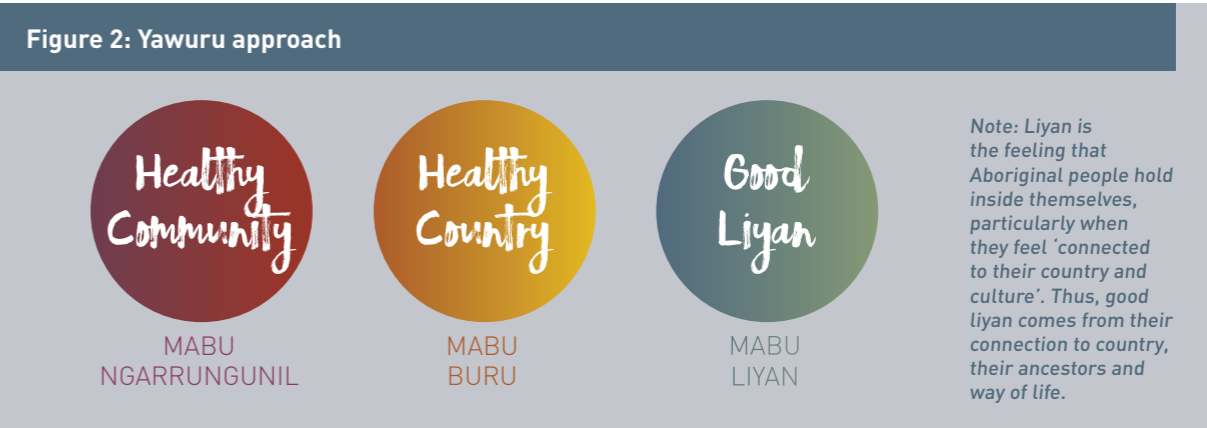 Figure 2: Yawuru approach
Healthy
Community
MABU
NGARRUNGUNIL
Healthy
Country
MABU
BURU
Good
Liyan
MABU
LIYAN
Note: Liyan is
the feeling that
Aboriginal people hold
inside themselves,
particularly when
they feel ‘connected
to their country and
culture’. Thus, good
liyan comes from their
connection to country,
their ancestors and
way of life.